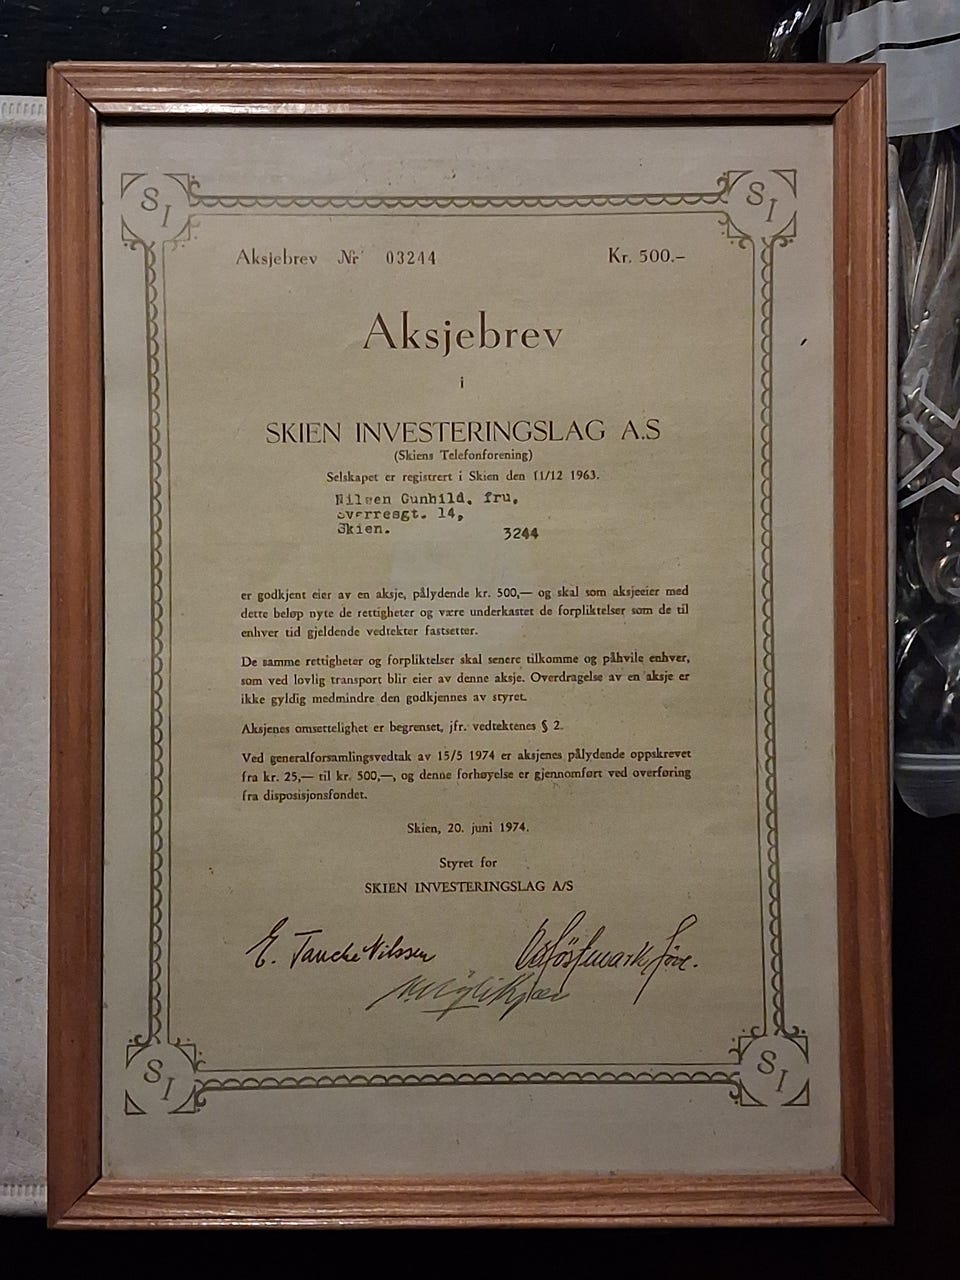 S I
S I
Aksjebrev Nr 03244 Kr. 500.–
Aksjebrev
i
SKIEN INVESTERINGSLAG A.S
(Skiens Telefonforening)
Selskapet er registrert i Skien den 11/12 1963.
Nilsen Gunhild, fru,
Sverresgt. 14,
Skien.
3244
er godkjent eier av en aksje, pålydende kr. 500,— og skal som aksjeeier med
dette beløp nyte de rettigheter og være underkastet de forpliktelser som de til
enhver tid gjeldende vedtekter fastsetter.
De samme rettigheter og forpliktelser skal senere tilkomme og påhvile enhver,
som ved lovlig transport blir eier av denne aksje. Overdragelse av en aksje er
ikke gyldig medmindre den godkjennes av styret.
Aksjenes omsettelighet er begrenset, jfr. vedtektenes § 2.
Ved generalforsamlingsvedtak av 15/5 1974 er aksjenes pålydende oppskrevet
fra kr. 25,— til kr. 500,—, og denne forhøyelse er gjennomført ved overføring
fra disposisjonsfondet.
Skien, 20. juni 1974.
Styret for
SKIEN INVESTERINGSLAG A/S
E. Tanche Nilssen
S I
S I